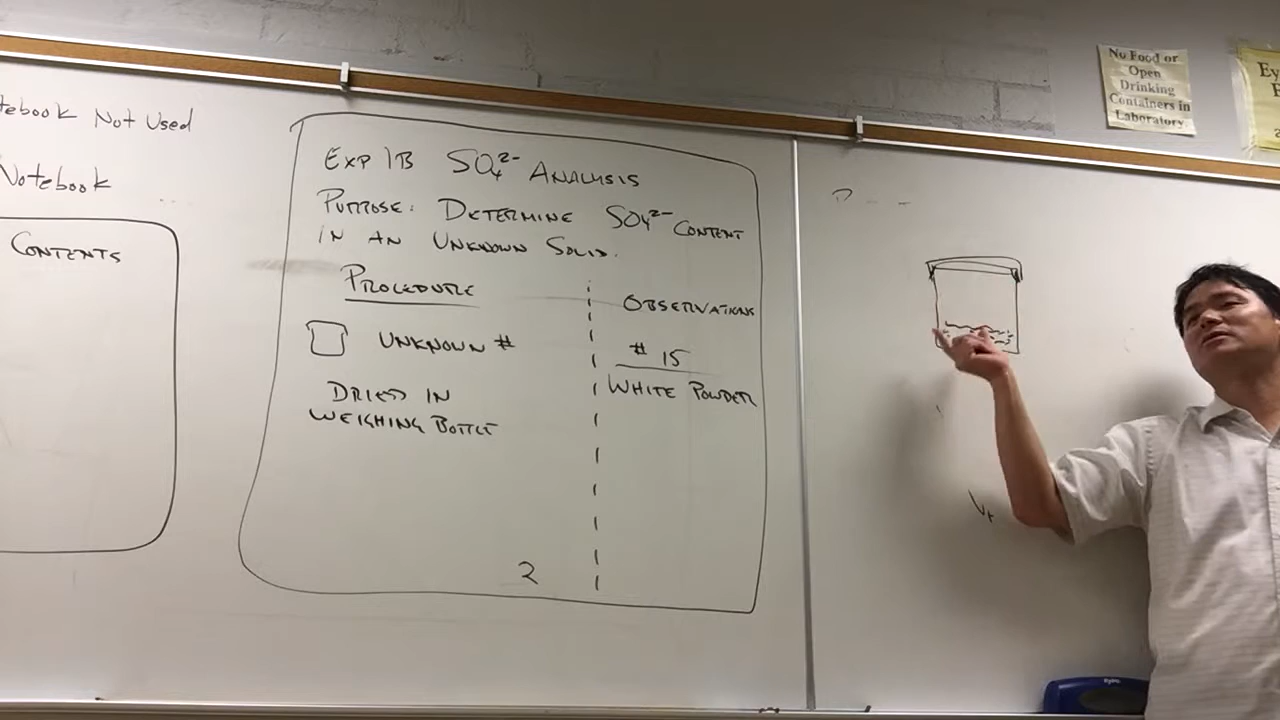 tebook Not Used
Notebook
CONTENTS
EXP 1B SO₄²⁻ ANALYSIS
PURPOSE: DETERMINE SO₄²⁻ CONTENT
IN AN UNKNOWN SOLID.
PROCEDURE
OBSERVATIONS
UNKNOWN #
# 15
DRIED IN
WEIGHING BOTTLE
WHITE POWDER
2
No Food or
Open
Drinking
Containers in
Laboratory
Ey